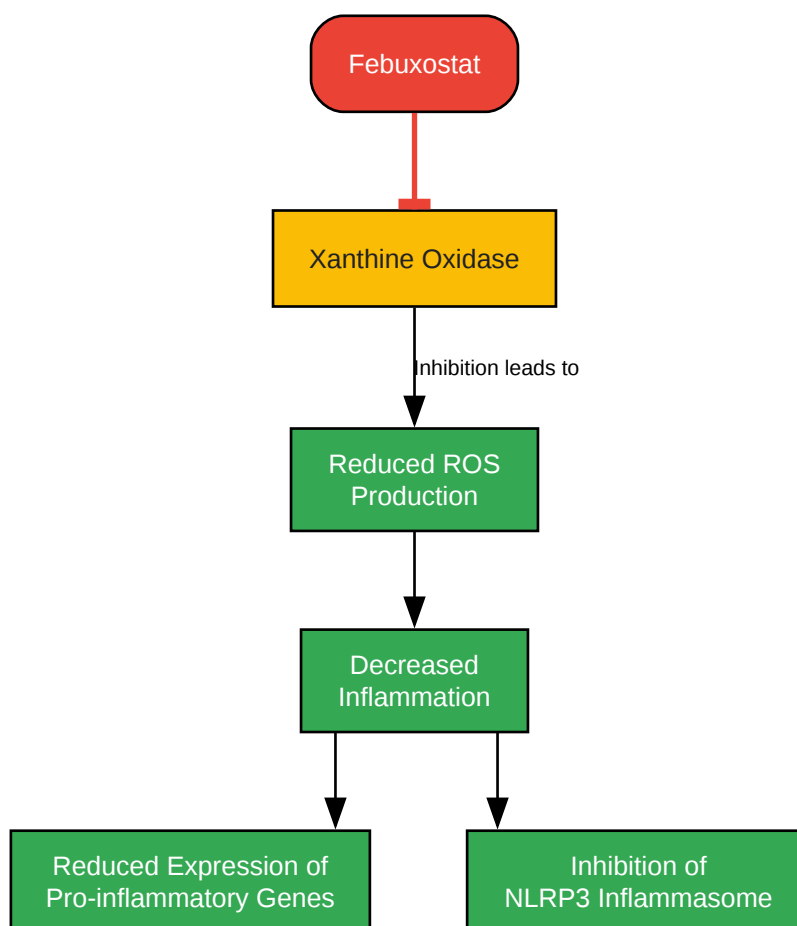 Febuxostat
Xanthine Oxidase
Inhibition leads to
Reduced ROS
Production
Decreased
Inflammation
Reduced Expression of
Pro-inflammatory Genes
Inhibition of
NLRP3 Inflammasome